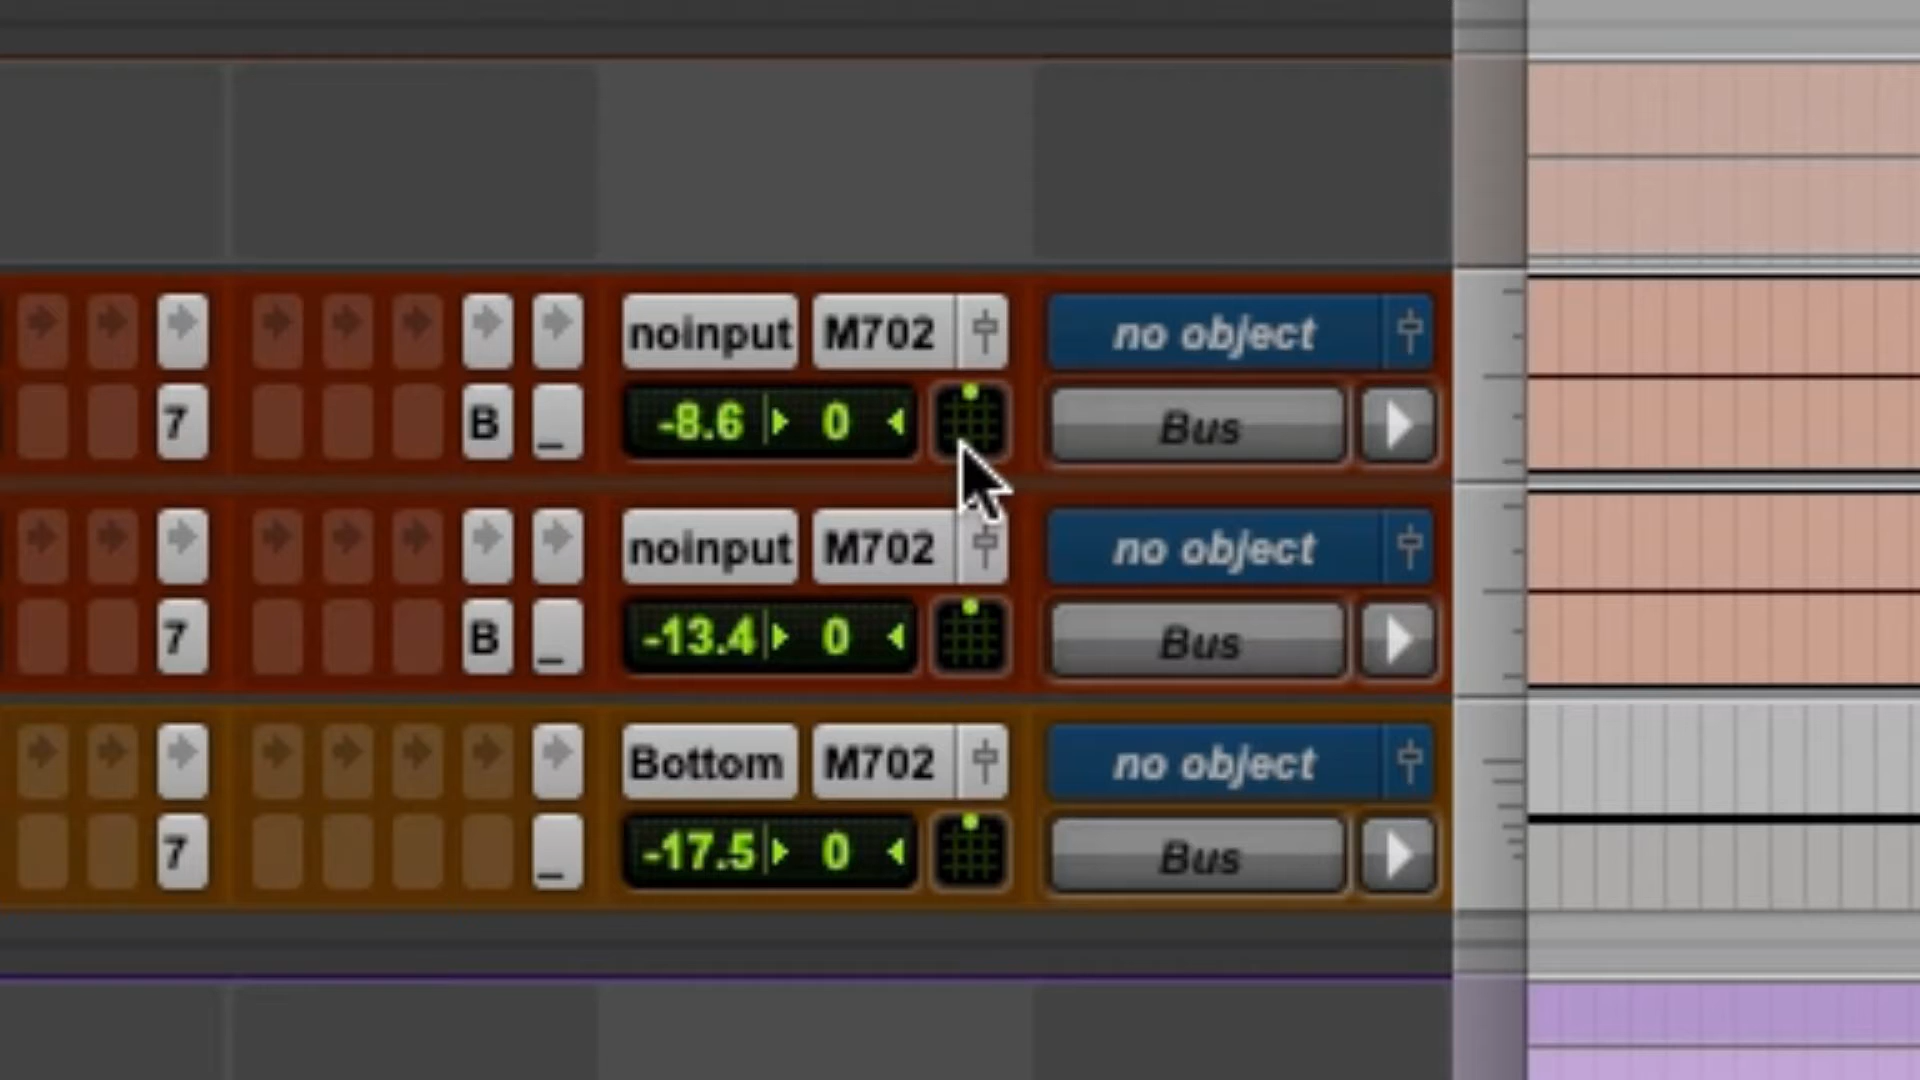 noinput M702 no object
7 B _ -8.6 0 Bus
noinput M702 no object
7 B _ -13.4 0 Bus
Bottom M702 no object
7 _ -17.5 0 Bus